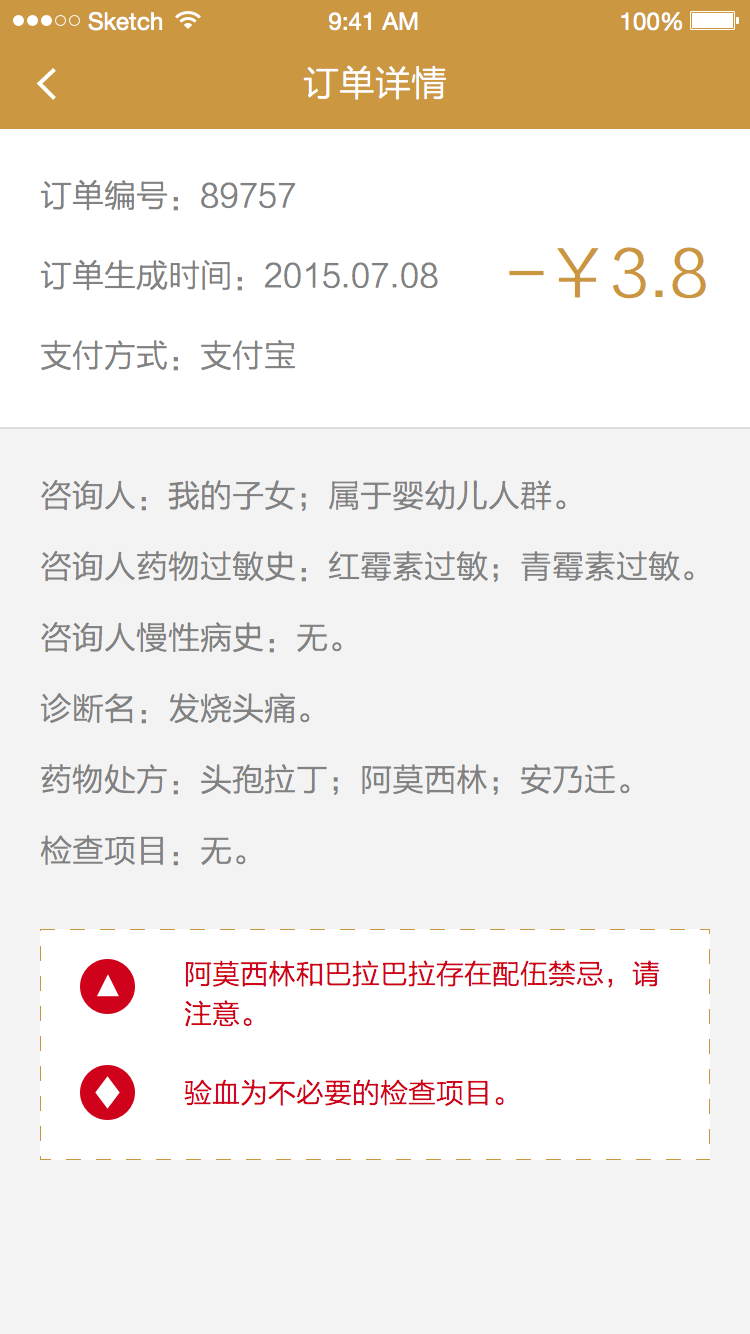 Sketch 9:41 AM 100%
订单详情
订单编号：89757
订单生成时间：2015.07.08
-￥3.8
支付方式：支付宝
咨询人：我的子女；属于婴幼儿人群。
咨询人药物过敏史：红霉素过敏；青霉素过敏。
咨询人慢性病史：无。
诊断名：发烧头痛。
药物处方：头孢拉丁；阿莫西林；安乃迁。
检查项目：无。
阿莫西林和巴拉巴拉存在配伍禁忌，请
注意。
验血为不必要的检查项目。